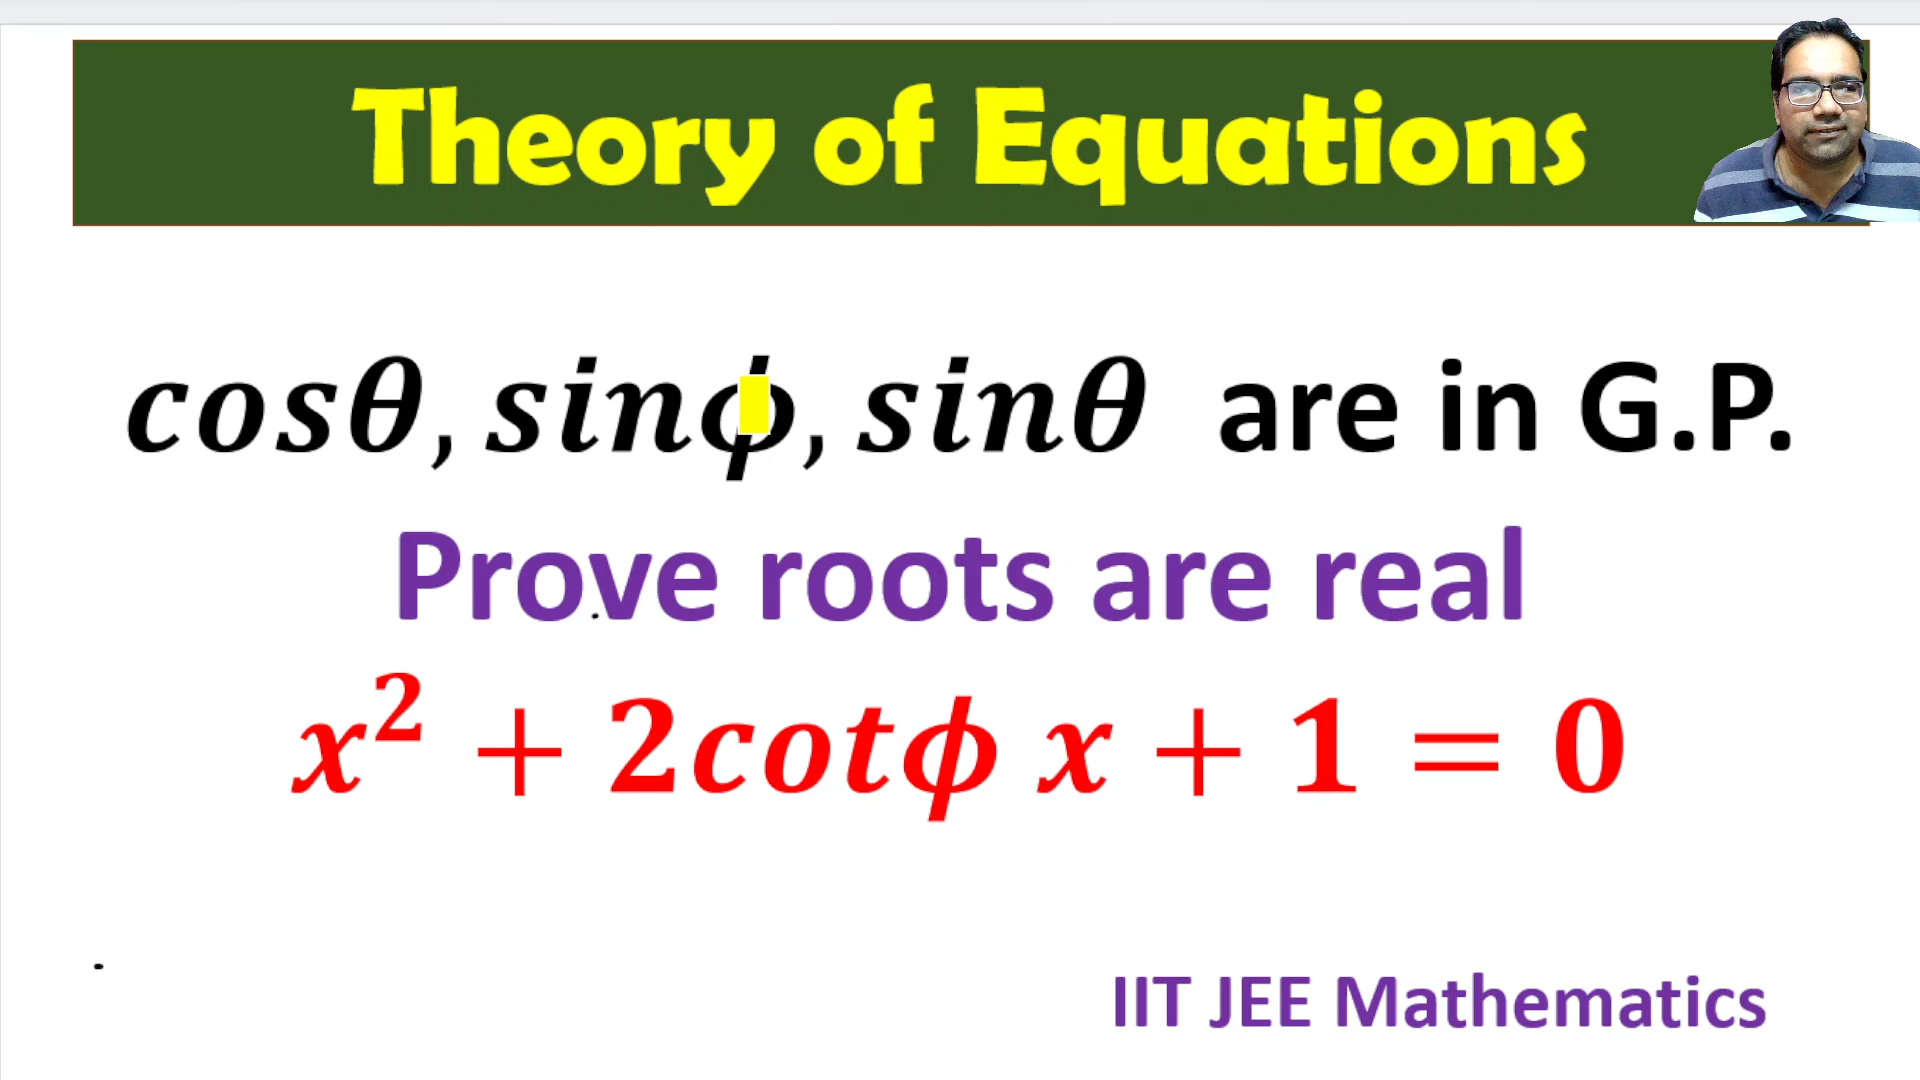 Theory of Equations
cosθ, sinϕ, sinθ are in G.P.
Prove roots are real
x² + 2cotϕ x + 1 = 0
IIT JEE Mathematics